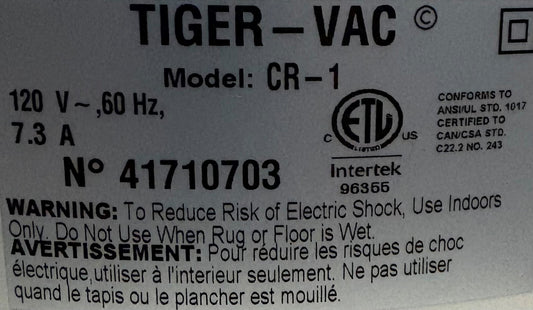 TIGER-VAC ©
Model: CR-1
120 V~,60 Hz,
7.3 A
Nº 41710703
ETL
LISTED
C US
Intertek
96365
CONFORMS TO
ANSI/UL STD. 1017
CERTIFIED TO
CAN/CSA STD.
C22.2 NO. 243
WARNING: To Reduce Risk of Electric Shock, Use Indoors
Only. Do Not Use When Rug or Floor is Wet.
AVERTISSEMENT: Pour réduire les risques de choc
électrique,utiliser à l'interieur seulement. Ne pas utiliser
quand le tapis ou le plancher est mouillé.